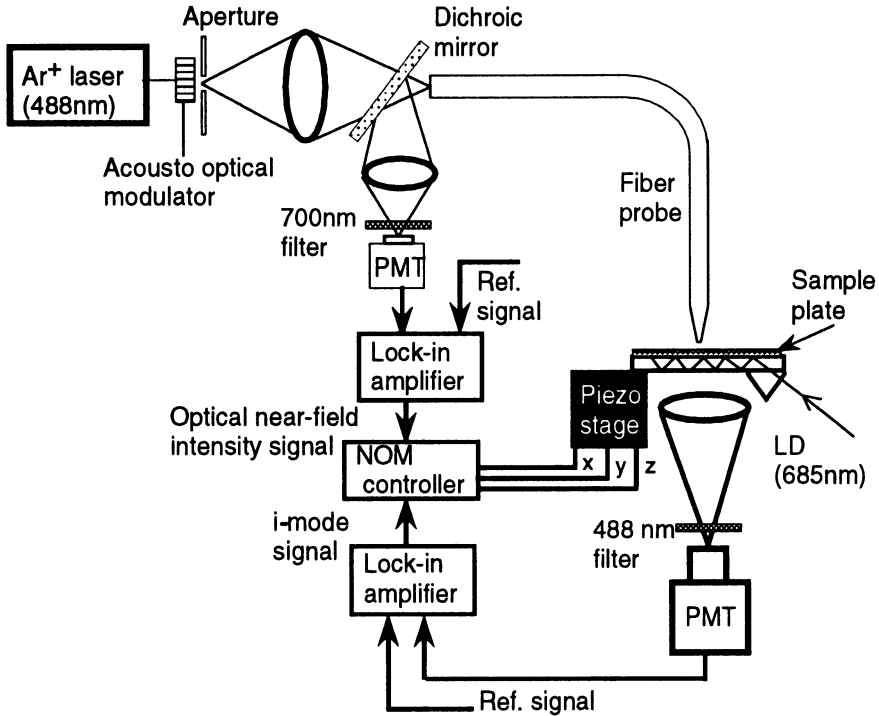 Aperture
Dichroic
mirror
Ar+ laser
(488nm)
Acousto optical
modulator
700nm
filter
PMT
Fiber
probe
Ref.
signal
Sample
plate
Lock-in
amplifier
Piezo
stage
Optical near-field
intensity signal
LD
(685nm)
NOM
controller
x y z
i-mode
signal
488 nm
filter
Lock-in
amplifier
PMT
Ref. signal